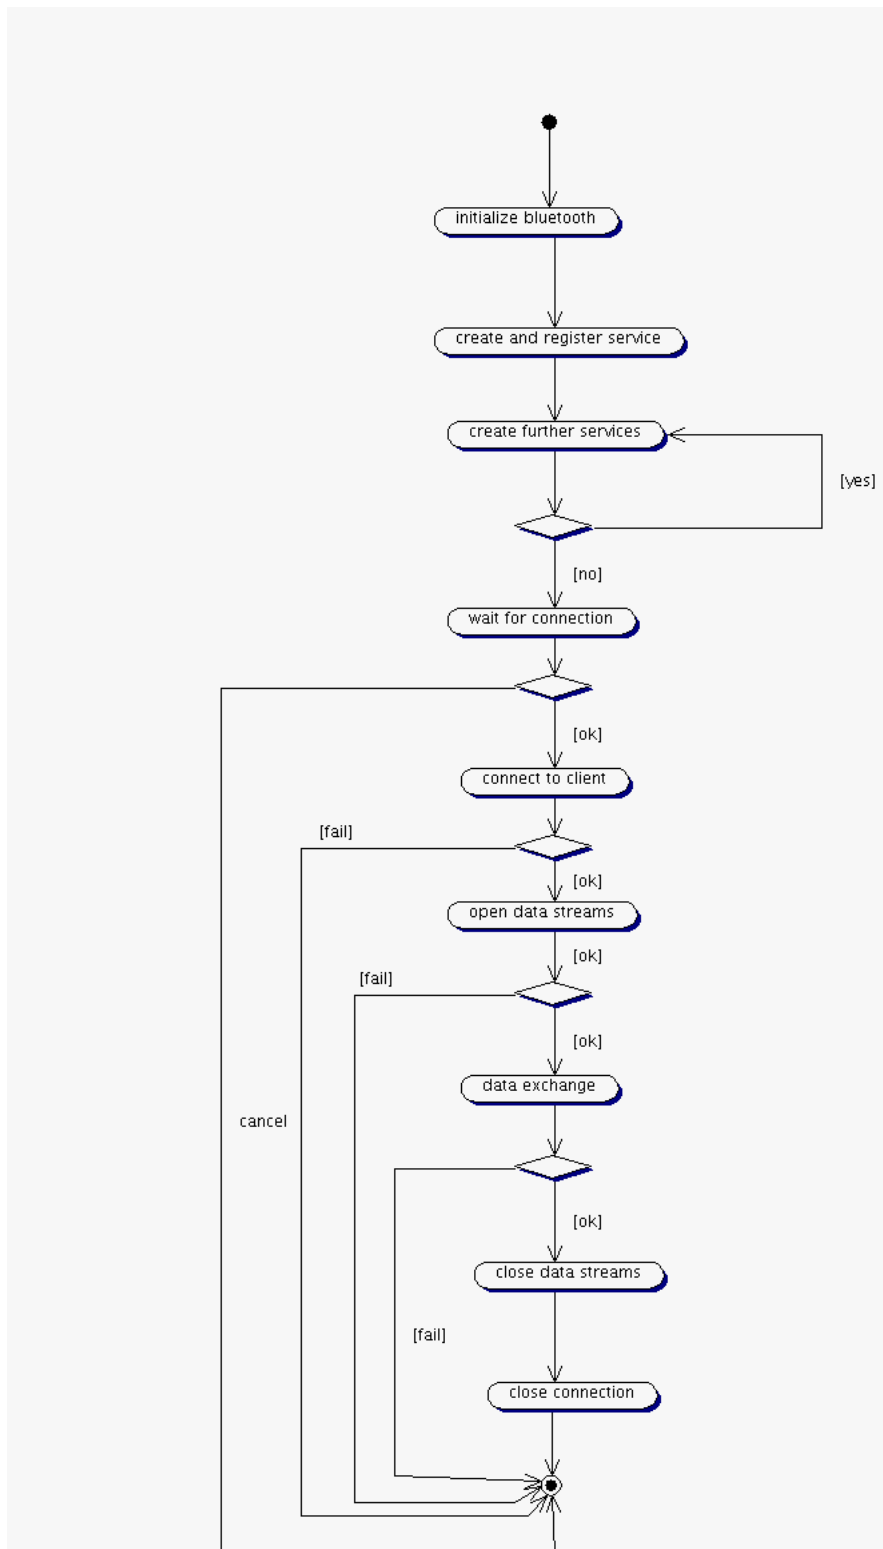 initialize bluetooth
create and register service
create further services
[yes]
[no]
wait for connection
[ok]
connect to client
[fail]
[ok]
open data streams
[ok]
[fail]
[ok]
data exchange
cancel
[ok]
close data streams
[fail]
close connection